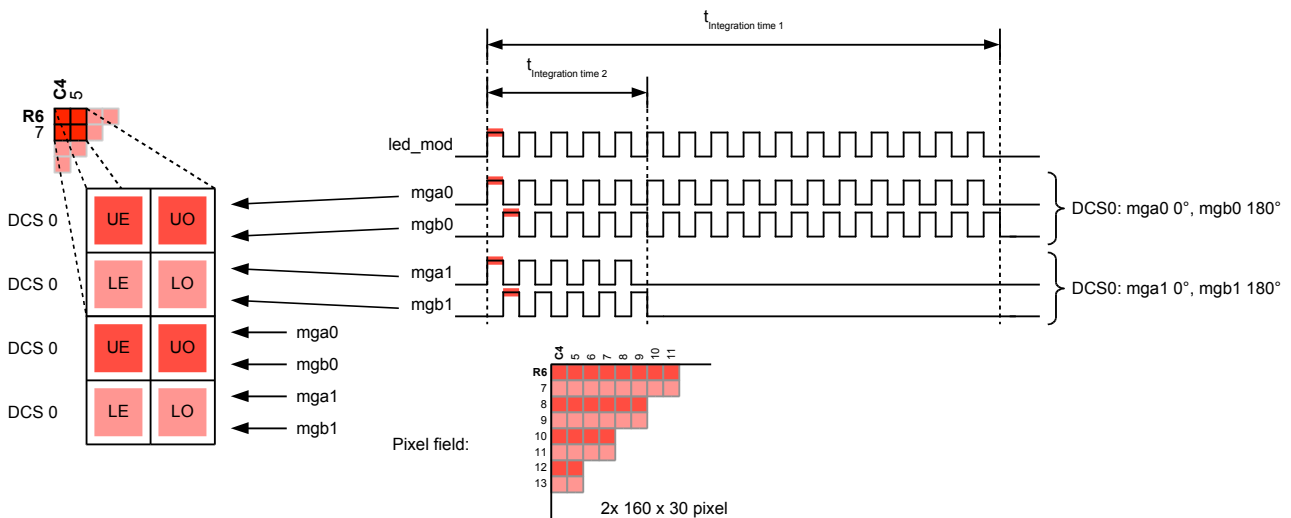 t Integration time 1
t Integration time 2
C4
5
R6
7
led_mod
mga0
mgb0
DCS0: mga0 0°, mgb0 180°
mga1
mgb1
DCS0: mga1 0°, mgb1 180°
DCS 0
UE UO
DCS 0
LE LO
DCS 0
UE UO
DCS 0
LE LO
mga0
mgb0
mga1
mgb1
Pixel field:
C4 5 6 7 8 9 10 11
R6
7
8
9
10
11
12
13
2x 160 x 30 pixel